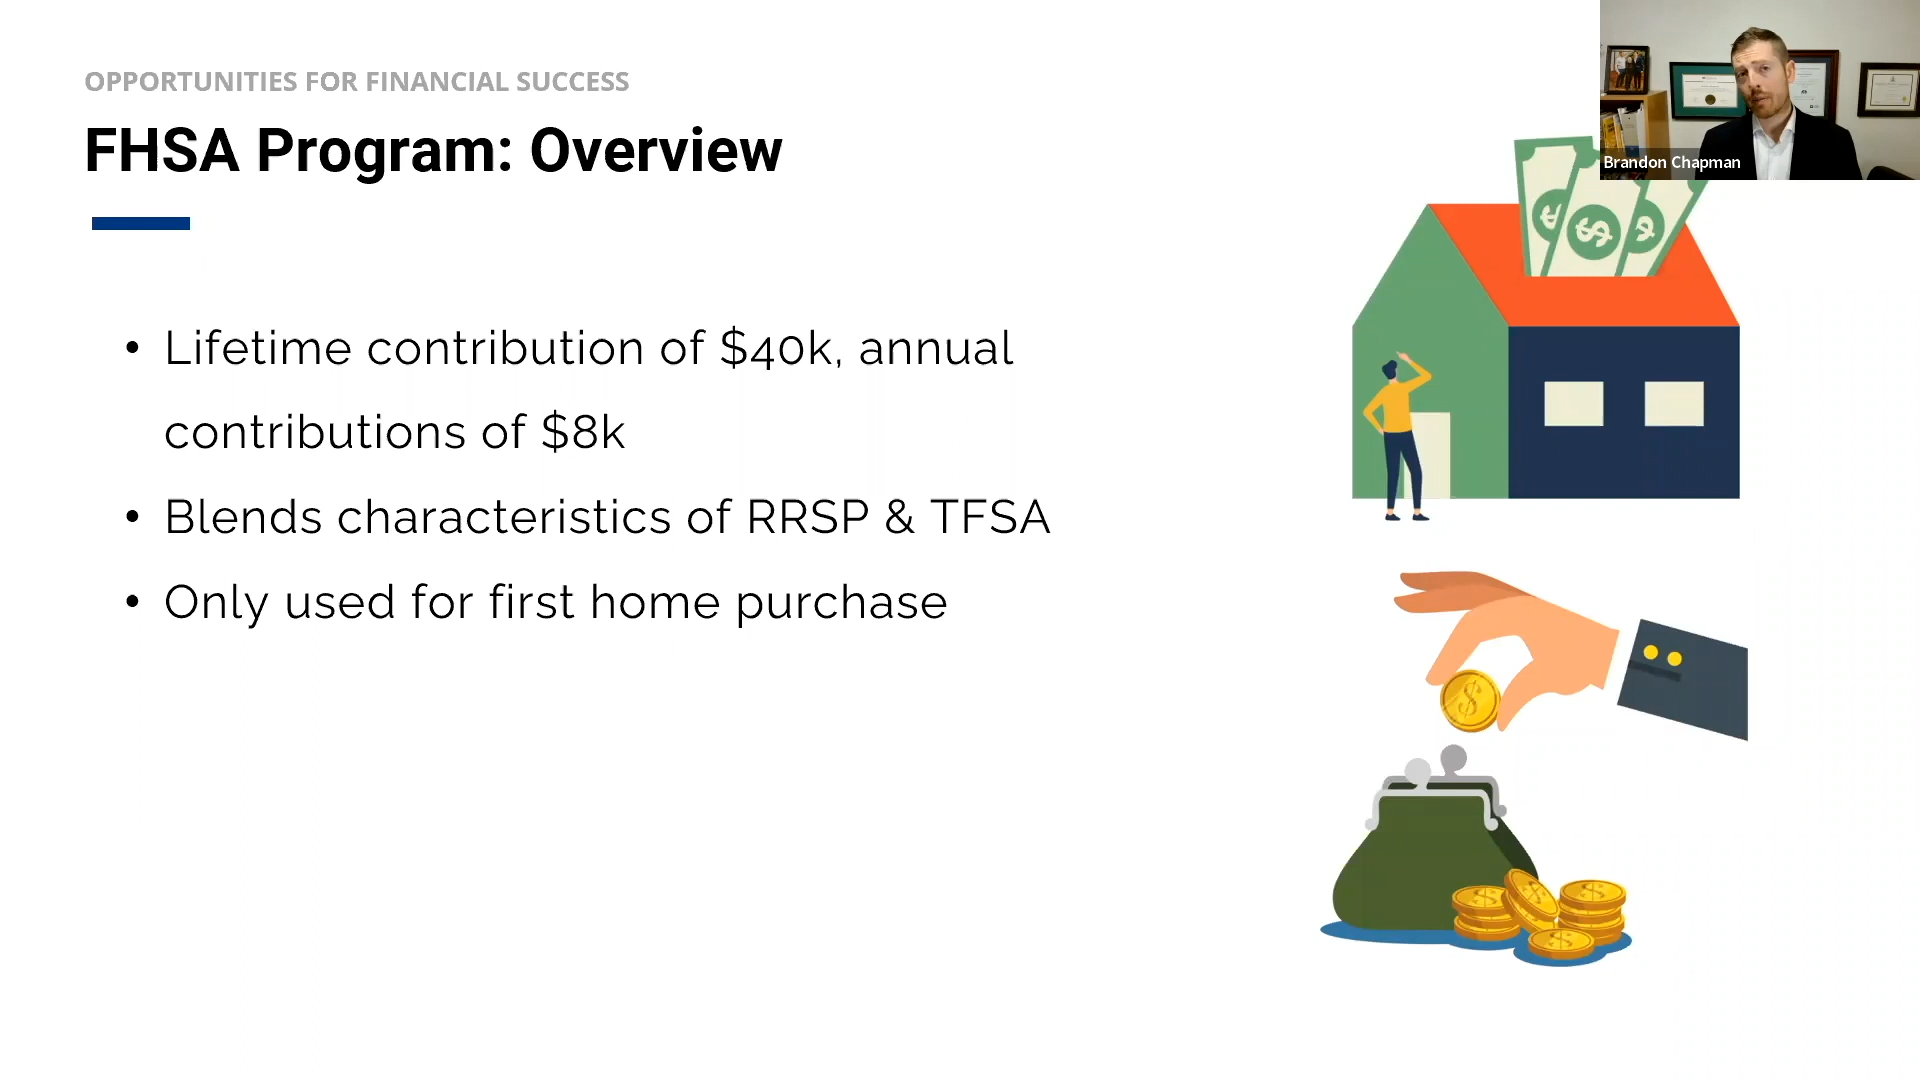 OPPORTUNITIES FOR FINANCIAL SUCCESS
FHSA Program: Overview
Brandon Chapman
• Lifetime contribution of $40k, annual
contributions of $8k
• Blends characteristics of RRSP & TFSA
• Only used for first home purchase